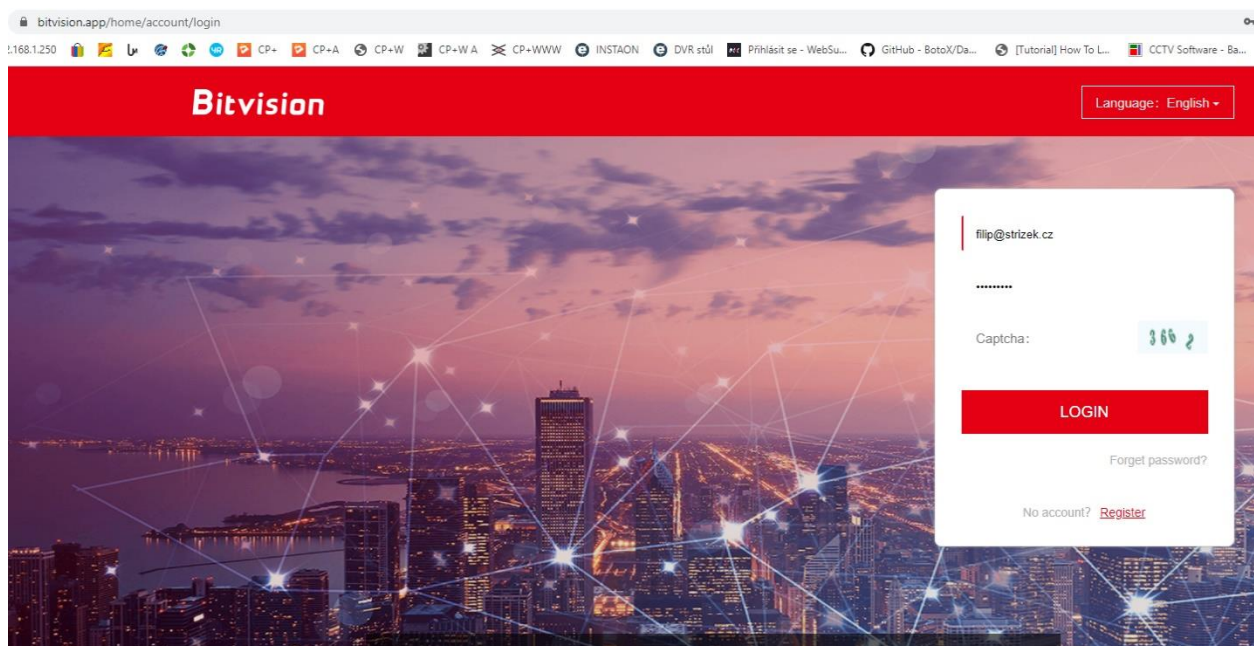 bitvision.app/home/account/login
2.168.1.250 CP+ CP+A CP+W CP+W A CP+WWW INSTAON DVR stůl Přihlásit se - WebSu... GitHub - BotoX/Da... [Tutorial] How To L... CCTV Software - Ba...
Bitvision
Language: English
filip@strizek.cz
•••••••••
Captcha:
LOGIN
Forget password?
No account? Register